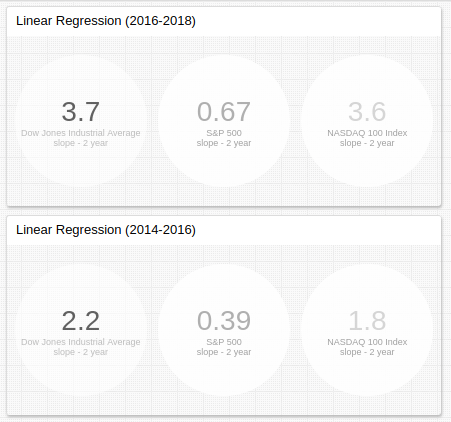 Linear Regression (2016-2018)
3.7
Dow Jones Industrial Average
slope - 2 year
0.67
S&P 500
slope - 2 year
3.6
NASDAQ 100 Index
slope - 2 year
Linear Regression (2014-2016)
2.2
Dow Jones Industrial Average
slope - 2 year
0.39
S&P 500
slope - 2 year
1.8
NASDAQ 100 Index
slope - 2 year